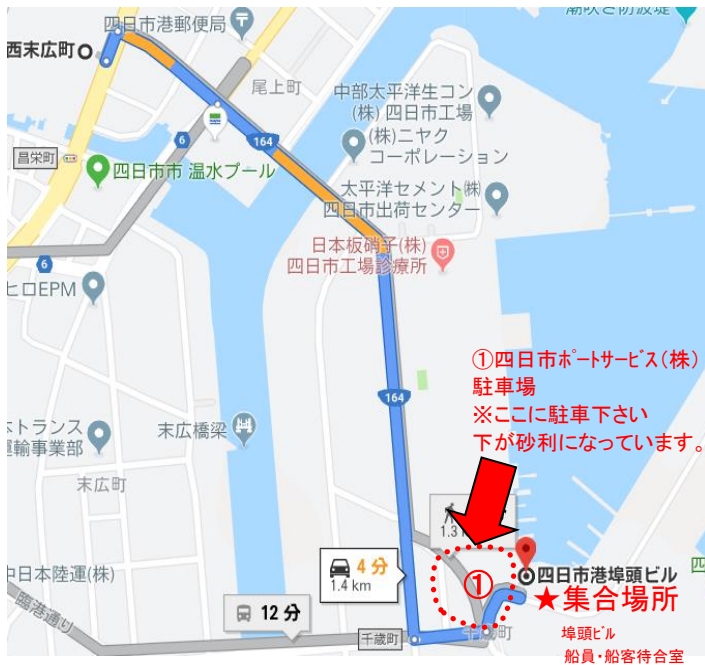 四日市港郵便局
潮吹き防波堤
西末広町
尾上町
中部太平洋生コン
(株) 四日市工場
6
164
(株)ニヤク
コーポレーション
昌栄町
四日市市 温水プール
太平洋セメント(株)
四日市出荷センター
日本板硝子(株)
四日市工場診療所
6
ヒロEPM
①四日市ポートサービス(株)
駐車場
※ここに駐車下さい
下が砂利になっています。
164
末広橋梁
トランス
運輸事業部
末広町
1.3
4 分
1.4 km
①
四日市港埠頭ビル
四
★集合場所
中日本陸運(株)
臨港通り
12 分
千歳町
千歳町
埠頭ビル
船員・船客待合室